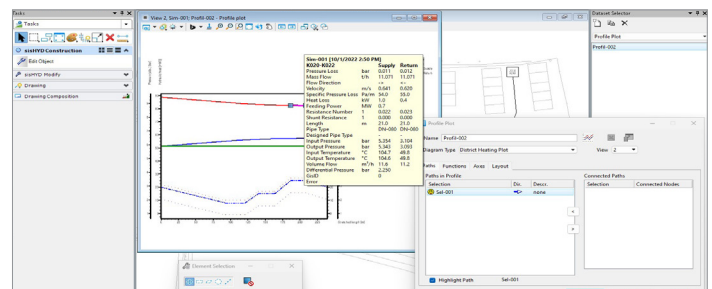 Tasks
Tasks
sisHYD Construction
Edit Object
sisHYD Modify
Drawing
Drawing Composition
View 2, Sim-001: Profil-002 - Profile plot
Sim-001 [10/1/2022 2:50 PM]
K020-K022 Supply Return
Pressure Loss bar 0.011 0.012
Mass Flow t/h 11.071 11.071
Flow Direction
Velocity m/s 0.641 0.620
Specific Pressure Loss Pa/m 54.0 55.0
Heat Loss kW 1.0 0.4
Feeding Power MW 0.7
Resistance Number 1 0.022 0.023
Shunt Resistance 1 0.000 0.000
Length m 21.0 21.0
Pipe Type DN-080 DN-080
Designed Pipe Type - -
Input Pressure bar 5.354 3.104
Output Pressure bar 5.343 3.093
Input Temperature °C 104.7 49.8
Output Temperature °C 104.6 49.8
Volume Flow m³/h 11.6 11.2
Differential Pressure bar 2.250
GisID 0
Error
Element Selection
Dataset Selector
Profile Plot
Profil-002
Profile Plot
Name Profil-002
Diagram Type District Heating Plot View 2
Paths Functions Axes Layout
Paths in Profile Connected Paths
Selection Dir. Descr. Selection Connected Nodes
Sel-001 none
Highlight Path Sel-001